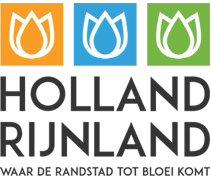 HOLLAND
RIJNLAND
WAAR DE RANDSTAD TOT BLOEI KOMT